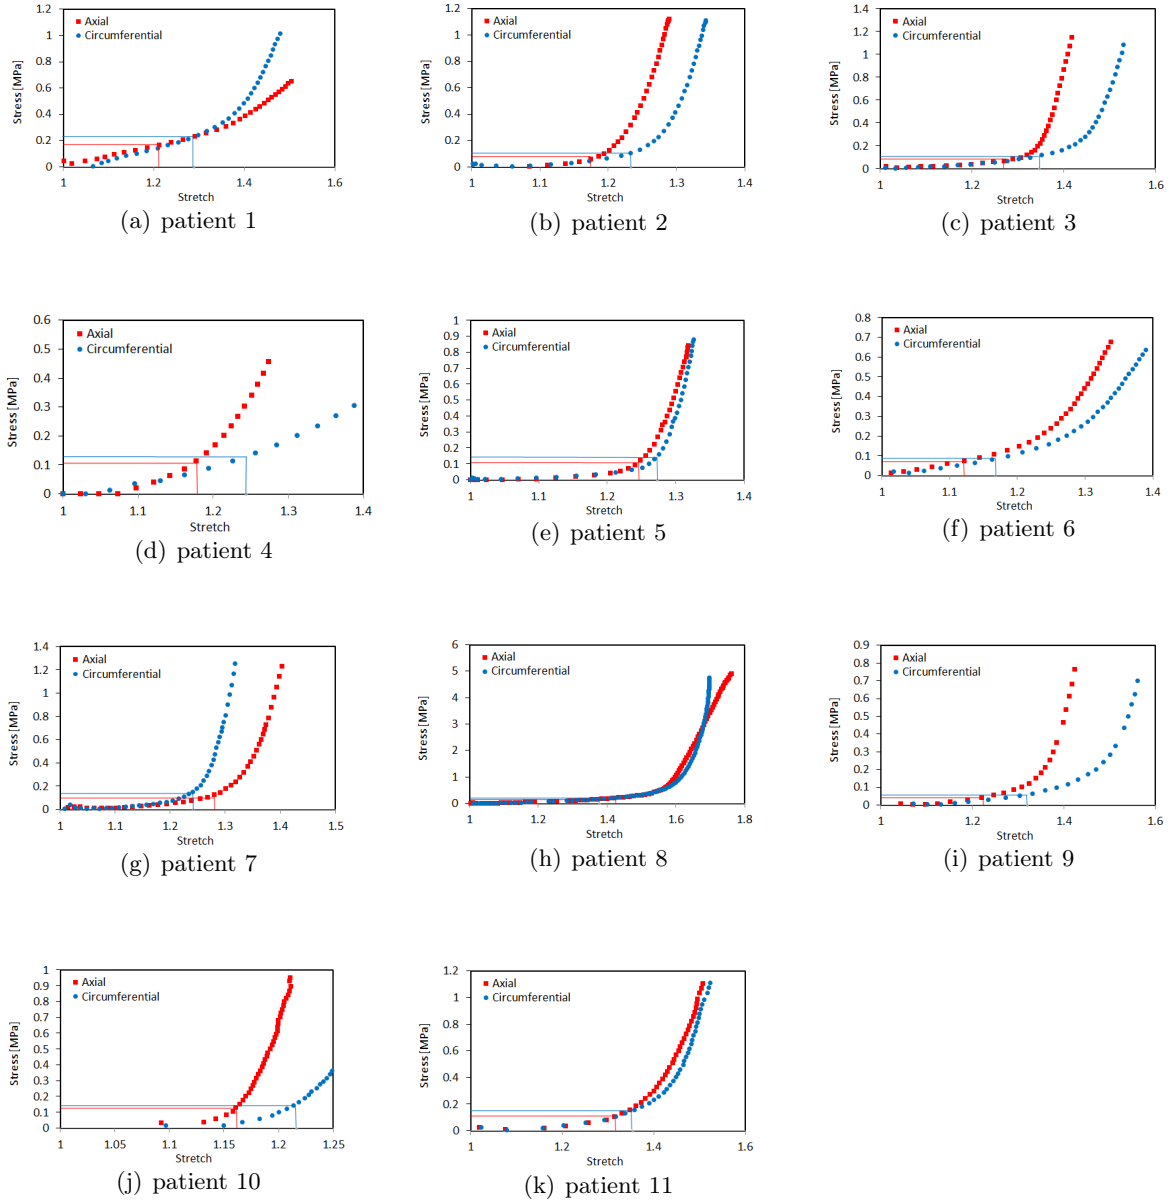 1.2
1
0.8
0.6
0.4
0.2
0
Stress [MPa]
Axial
Circumferential
1 1.2 1.4 1.6
Stretch
(a) patient 1
1.2
1
0.8
0.6
0.4
0.2
0
Stress [MPa]
Axial
Circumferential
1 1.1 1.2 1.3 1.4
Stretch
(b) patient 2
1.4
1.2
1
0.8
0.6
0.4
0.2
0
Stress [MPa]
Axial
Circumferential
1 1.2 1.4 1.6
Stretch
(c) patient 3
0.6
0.5
0.4
0.3
0.2
0.1
0
Stress [MPa]
Axial
Circumferential
1 1.1 1.2 1.3 1.4
Stretch
(d) patient 4
1
0.9
0.8
0.7
0.6
0.5
0.4
0.3
0.2
0.1
0
Stress [MPa]
Axial
Circumferential
1 1.1 1.2 1.3 1.4
Stretch
(e) patient 5
0.8
0.7
0.6
0.5
0.4
0.3
0.2
0.1
0
Stress [MPa]
Axial
Circumferential
1 1.1 1.2 1.3 1.4
Stretch
(f) patient 6
1.4
1.2
1
0.8
0.6
0.4
0.2
0
Stress [MPa]
Axial
Circumferential
1 1.1 1.2 1.3 1.4 1.5
Stretch
(g) patient 7
6
5
4
3
2
1
0
Stress [MPa]
Axial
Circumferential
1 1.2 1.4 1.6 1.8
Stretch
(h) patient 8
0.9
0.8
0.7
0.6
0.5
0.4
0.3
0.2
0.1
0
Stress [MPa]
Axial
Circumferential
1 1.2 1.4 1.6
Stretch
(i) patient 9
1
0.9
0.8
0.7
0.6
0.5
0.4
0.3
0.2
0.1
0
Stress [MPa]
Axial
Circumferential
1 1.05 1.1 1.15 1.2 1.25
Stretch
(j) patient 10
1.2
1
0.8
0.6
0.4
0.2
0
Stress [MPa]
Axial
Circumferential
1 1.2 1.4 1.6
Stretch
(k) patient 11